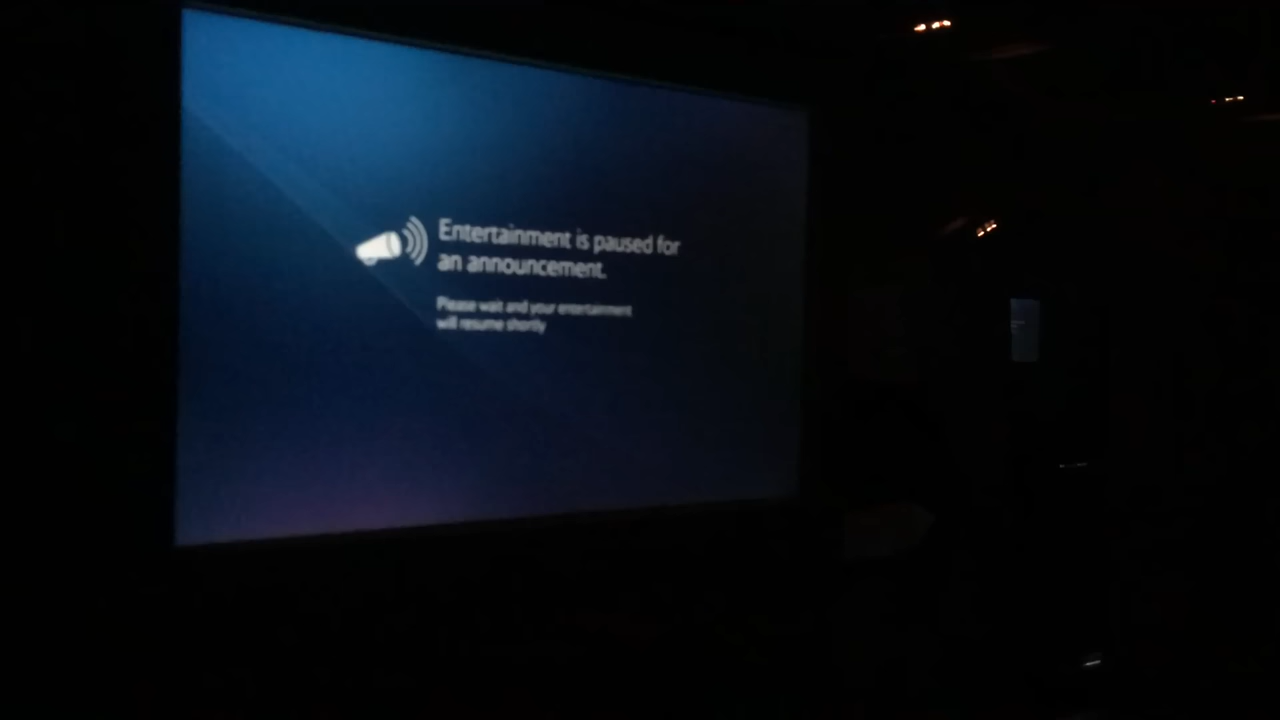 Entertainment is paused for
an announcement.
Please wait and your entertainment
will resume shortly